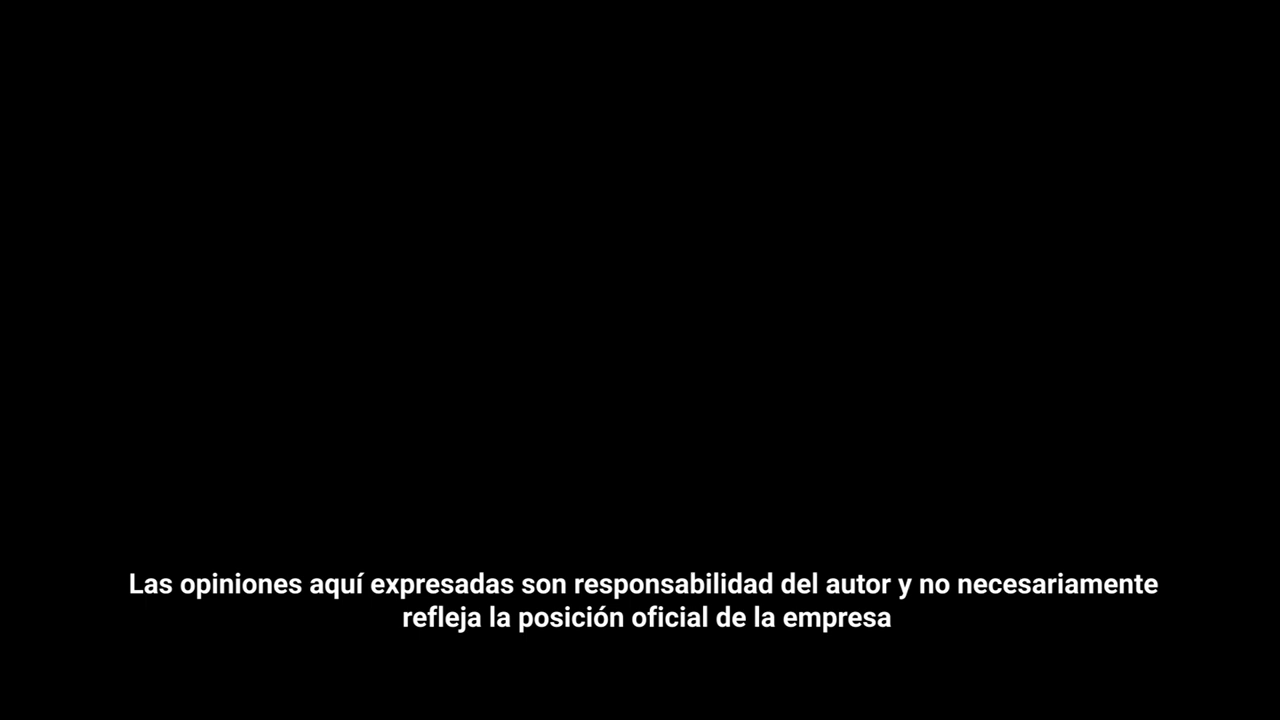 Las opiniones aquí expresadas son responsabilidad del autor y no necesariamente
refleja la posición oficial de la empresa